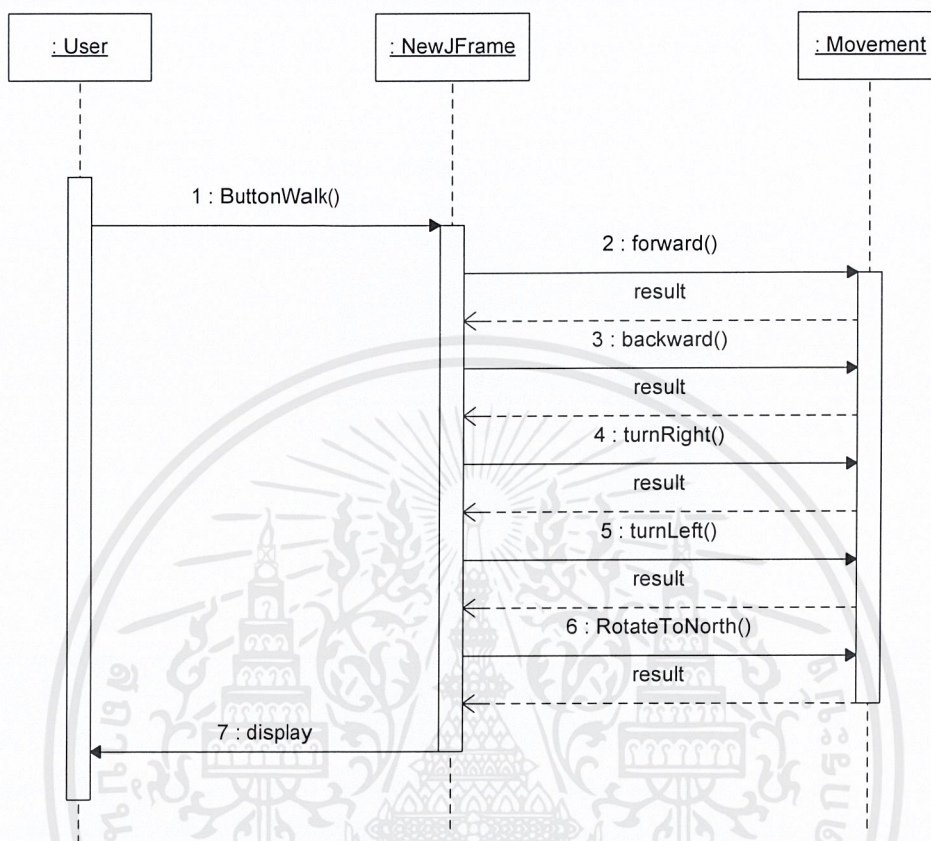 : User
: NewJFrame
: Movement
1 : ButtonWalk()
2 : forward()
result
3 : backward()
result
4 : turnRight()
result
5 : turnLeft()
result
6 : RotateToNorth()
result
7 : display